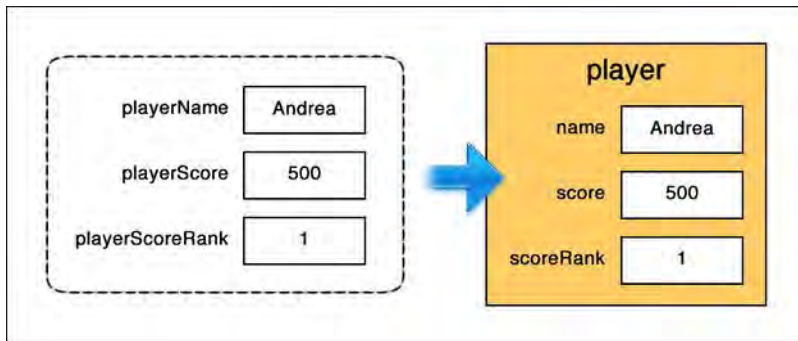 playerName Andrea
playerScore 500
playerScoreRank 1
player
name Andrea
score 500
scoreRank 1